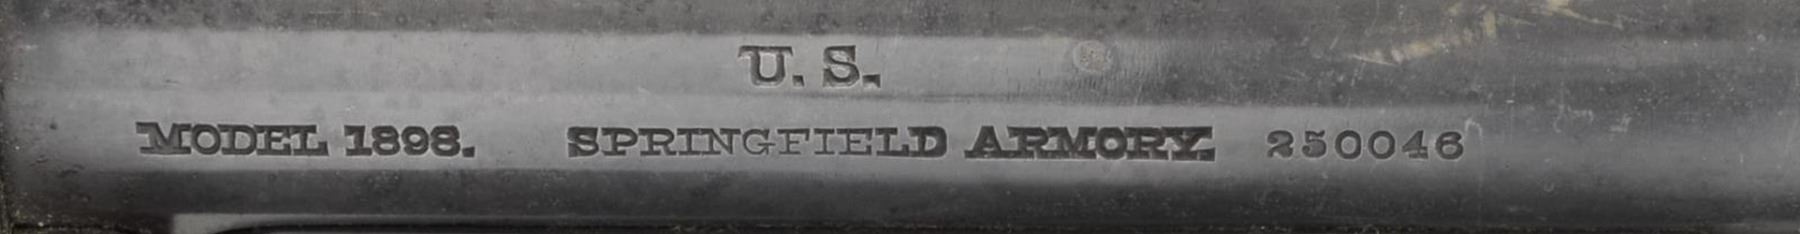 U. S.
MODEL 1898. SPRINGFIELD ARMORY. 250046